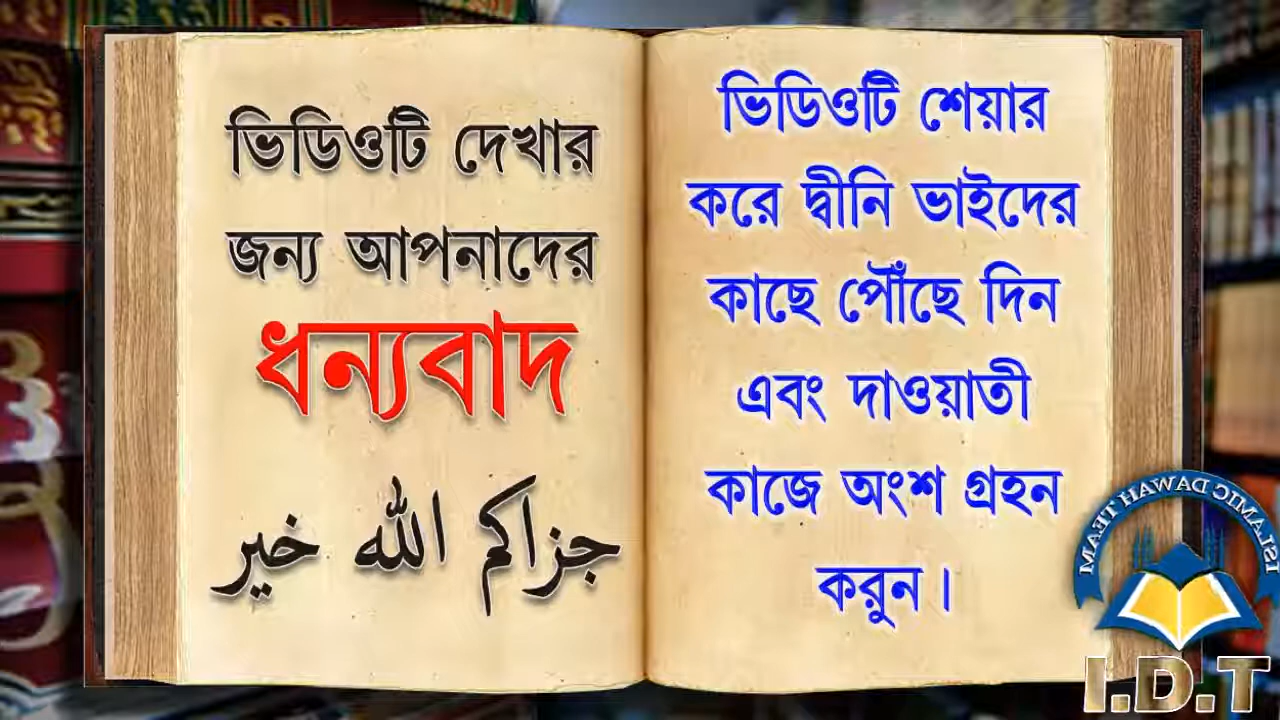 ভিডিওটি দেখার
জন্য আপনাদের
ধন্যবাদ
جزاكم الله خير
ভিডিওটি শেয়ার
করে দ্বীনি ভাইদের
কাছে পৌঁছে দিন
এবং দাওয়াতী
কাজে অংশ গ্রহন
করুন।
ISLAMIC DAWAH TEAM
I.D.T